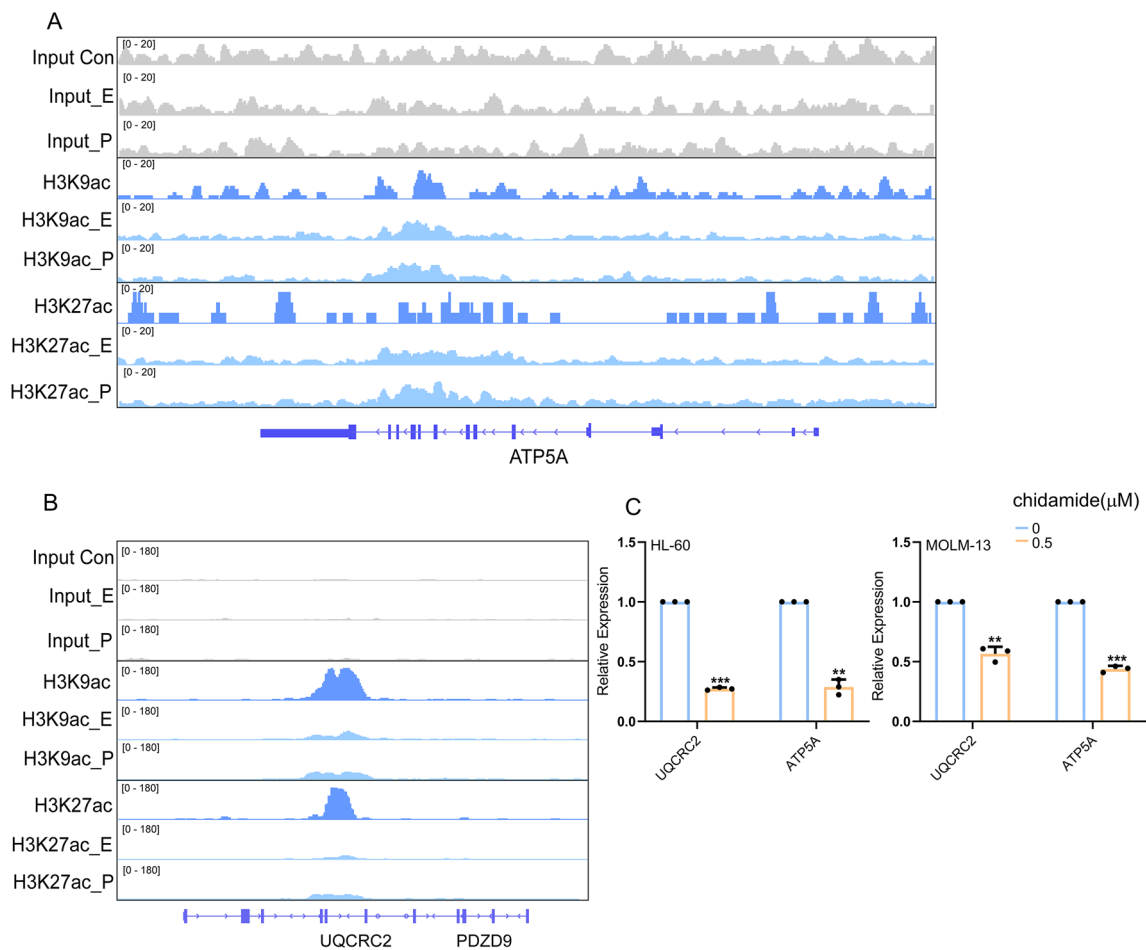 A
Input Con [0 - 20]
Input_E [0 - 20]
Input_P [0 - 20]
H3K9ac [0 - 20]
H3K9ac_E [0 - 20]
H3K9ac_P [0 - 20]
H3K27ac [0 - 20]
H3K27ac_E [0 - 20]
H3K27ac_P [0 - 20]
ATP5A
B
Input Con [0 - 180]
Input_E [0 - 180]
Input_P [0 - 180]
H3K9ac [0 - 180]
H3K9ac_E [0 - 180]
H3K9ac_P [0 - 180]
H3K27ac [0 - 180]
H3K27ac_E [0 - 180]
H3K27ac_P [0 - 180]
UQCRC2 PDZD9
C
chidamide(μM)
0
0.5
HL-60
Relative Expression
1.5
1.0
0.5
0.0
***
**
UQCRC2 ATP5A
MOLM-13
Relative Expression
1.5
1.0
0.5
0.0
**
***
UQCRC2 ATP5A